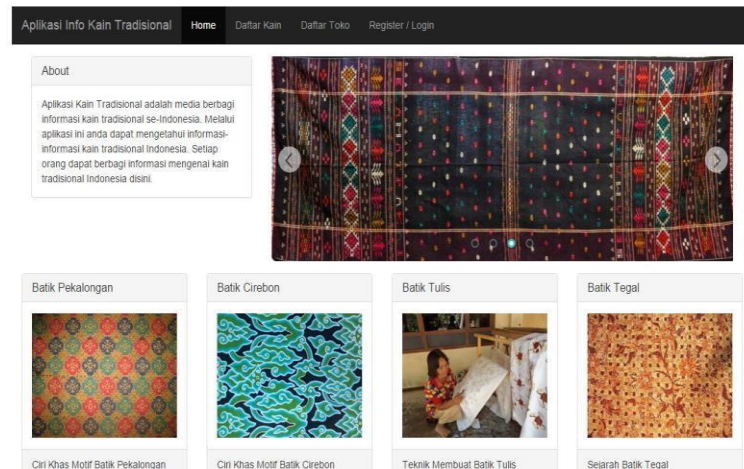 Aplikasi Info Kain Tradisional Home Daftar Kain Daftar Toko Register / Login
About
Aplikasi Kain Tradisional adalah media berbagi
informasi kain tradisional se-Indonesia. Melalui
aplikasi ini anda dapat mengetahui informasi-
informasi kain tradisional Indonesia. Setiap
orang dapat berbagi informasi mengenai kain
tradisional Indonesia disini.
Batik Pekalongan
Batik Cirebon
Batik Tulis
Batik Tegal
Ciri Khas Motif Batik Pekalongan
Ciri Khas Motif Batik Cirebon
Teknik Membuat Batik Tulis
Sejarah Batik Tegal